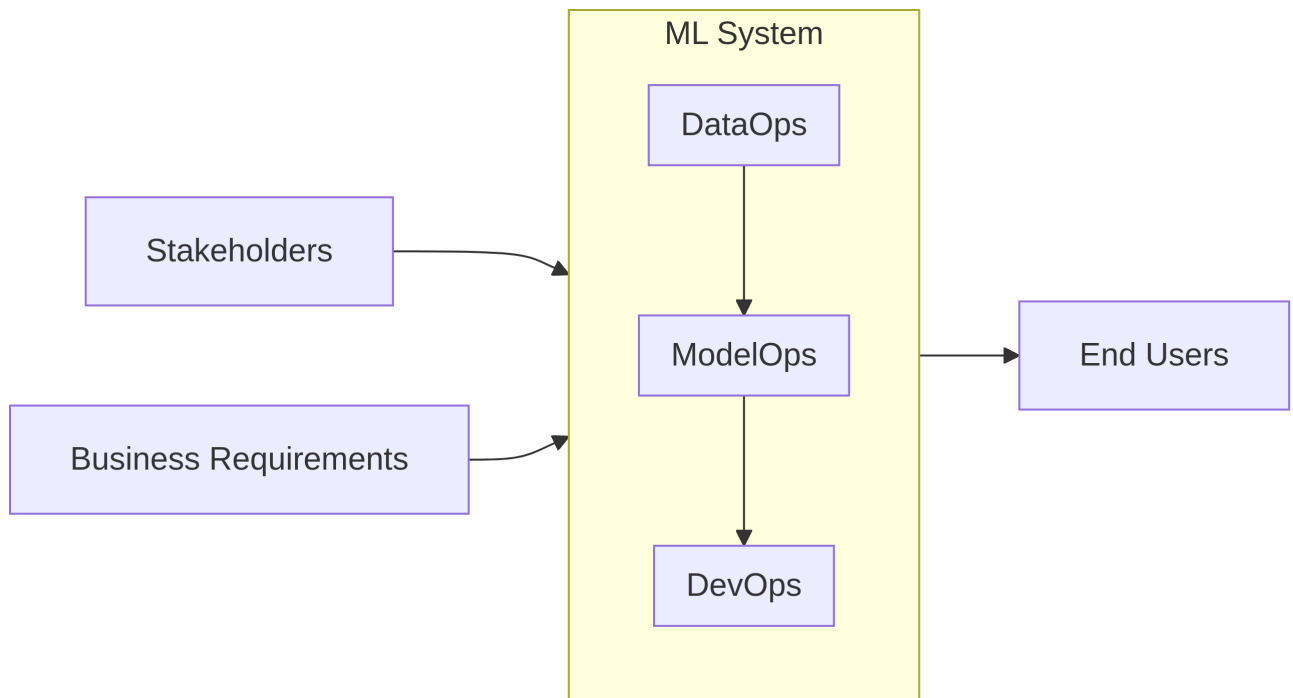 ML System
DataOps
Stakeholders
ModelOps
End Users
Business Requirements
DevOps